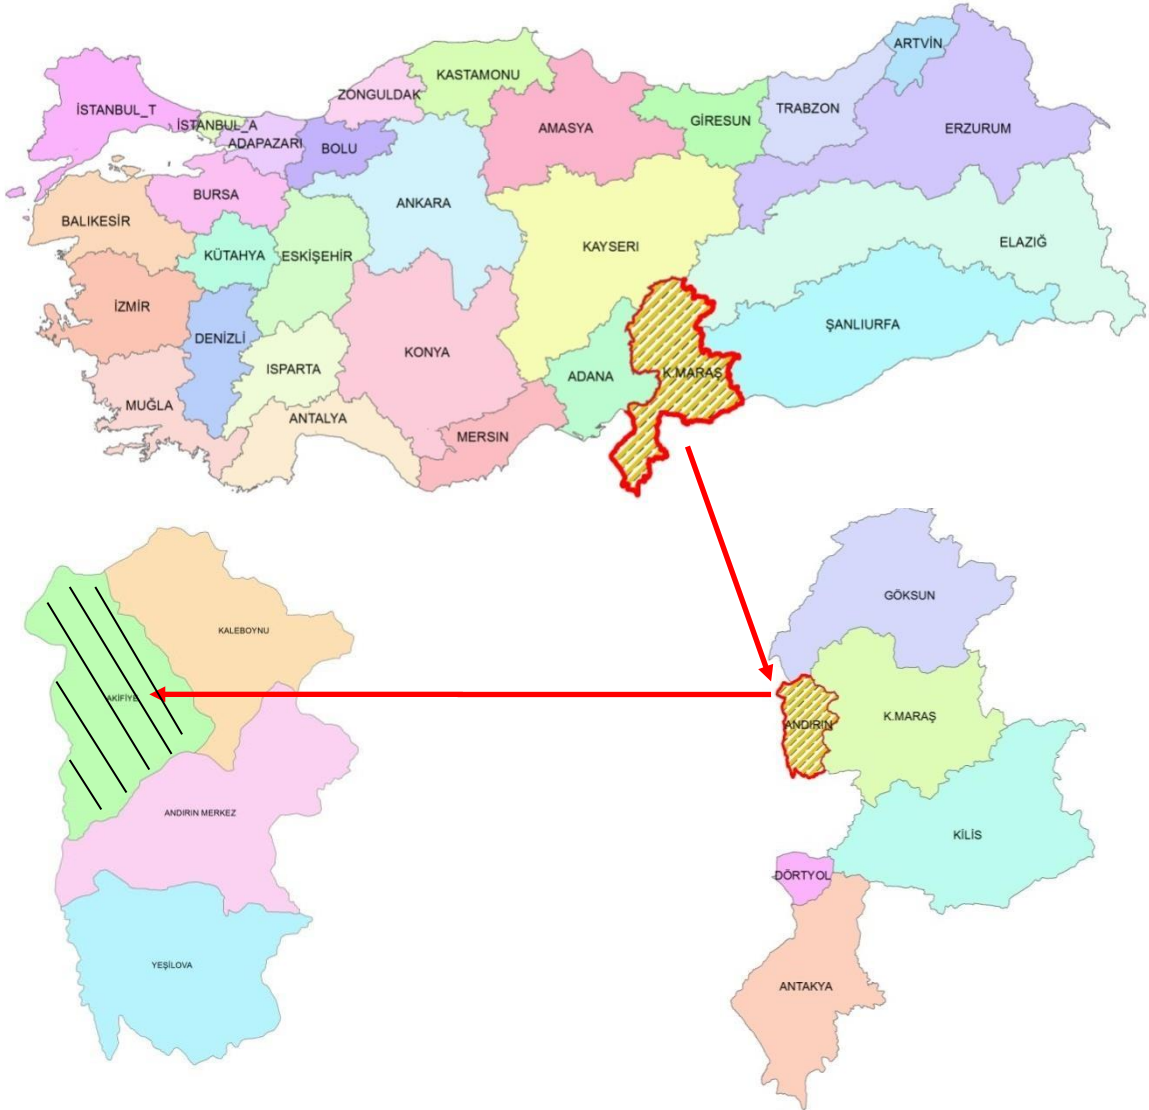 ARTVİN
KASTAMONU
ZONGULDAK
İSTANBUL_T
TRABZON
GİRESUN
İSTANBUL_A
AMASYA
ERZURUM
ADAPAZARI
BOLU
BURSA
ANKARA
BALIKESİR
ELAZIĞ
KAYSERI
KÜTAHYA
ESKİŞEHİR
İZMİR
ŞANLIURFA
DENİZLİ
KONYA
ISPARTA
K.MARAŞ
ADANA
MUĞLA
ANTALYA
MERSIN
GÖKSUN
KALEBOYNU
AKİFİYE
K.MARAŞ
ANDIRIN
ANDIRIN MERKEZ
KİLİS
DÖRTYOL
YEŞİLOVA
ANTAKYA